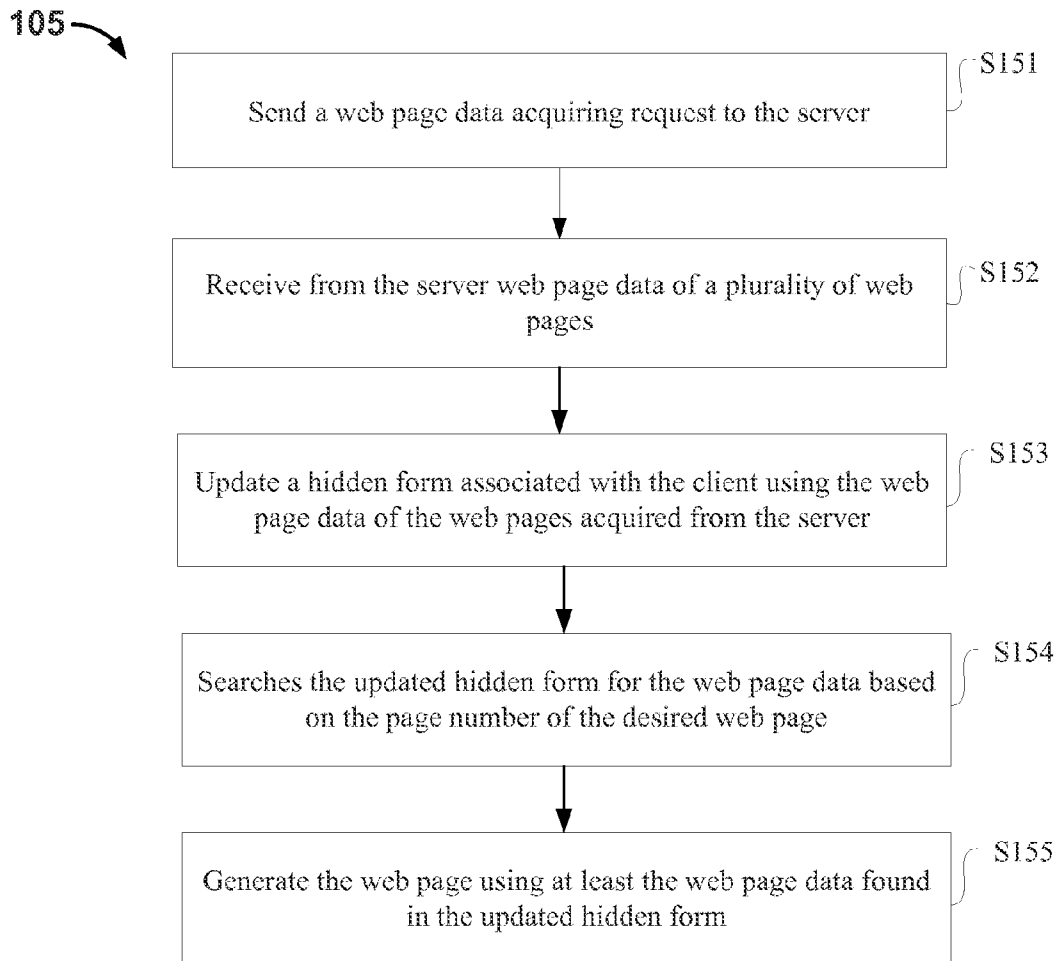 105
S151
Send a web page data acquiring request to the server
S152
Receive from the server web page data of a plurality of web
pages
S153
Update a hidden form associated with the client using the web
page data of the web pages acquired from the server
S154
Searches the updated hidden form for the web page data based
on the page number of the desired web page
S155
Generate the web page using at least the web page data found
in the updated hidden form